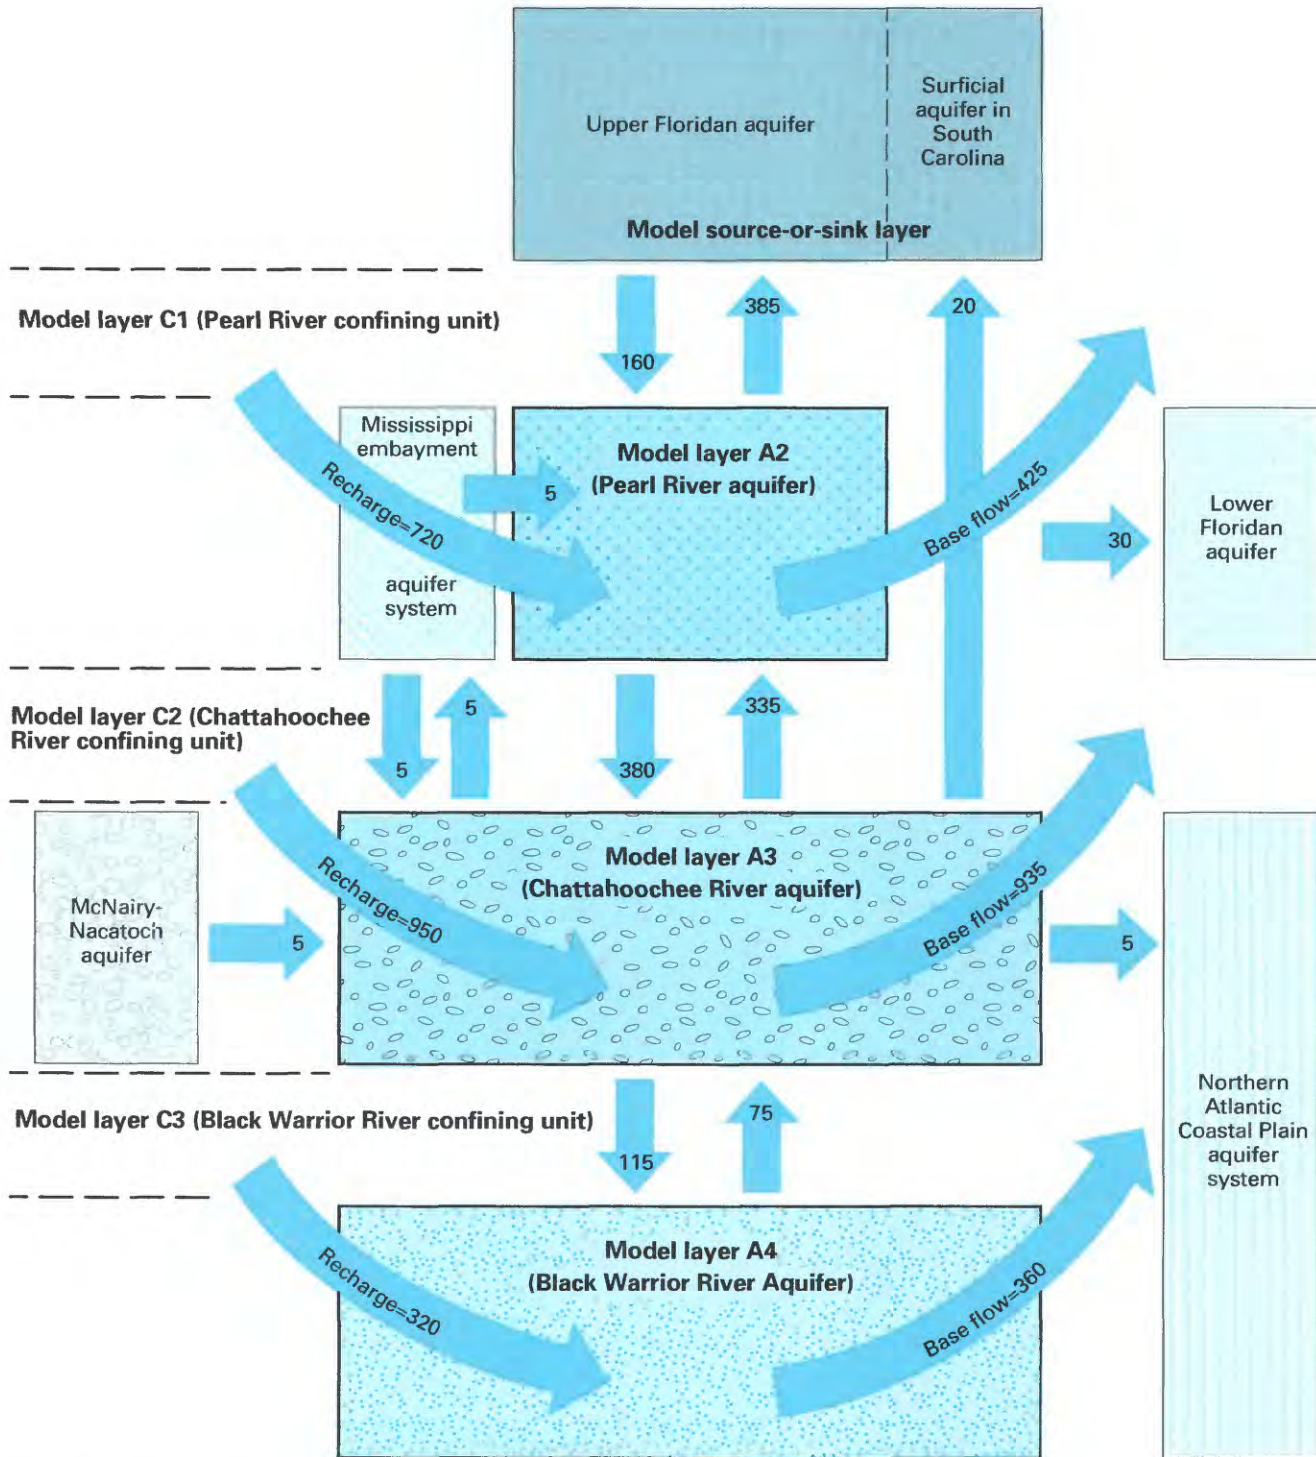 Upper Floridan aquifer
Surficial
aquifer in
South
Carolina
Model source-or-sink layer
Model layer C1 (Pearl River confining unit)
160
385
20
Mississippi
embayment
aquifer
system
Recharge=720
5
Model layer A2
(Pearl River aquifer)
Base flow=425
30
Lower
Floridan
aquifer
Model layer C2 (Chattahoochee
River confining unit)
5
5
380
335
McNairy-
Nacatoch
aquifer
5
Recharge=950
Model layer A3
(Chattahoochee River aquifer)
Base flow=935
5
Northern
Atlantic
Coastal Plain
aquifer
system
Model layer C3 (Black Warrior River confining unit)
115
75
Recharge=320
Model layer A4
(Black Warrior River Aquifer)
Base flow=360